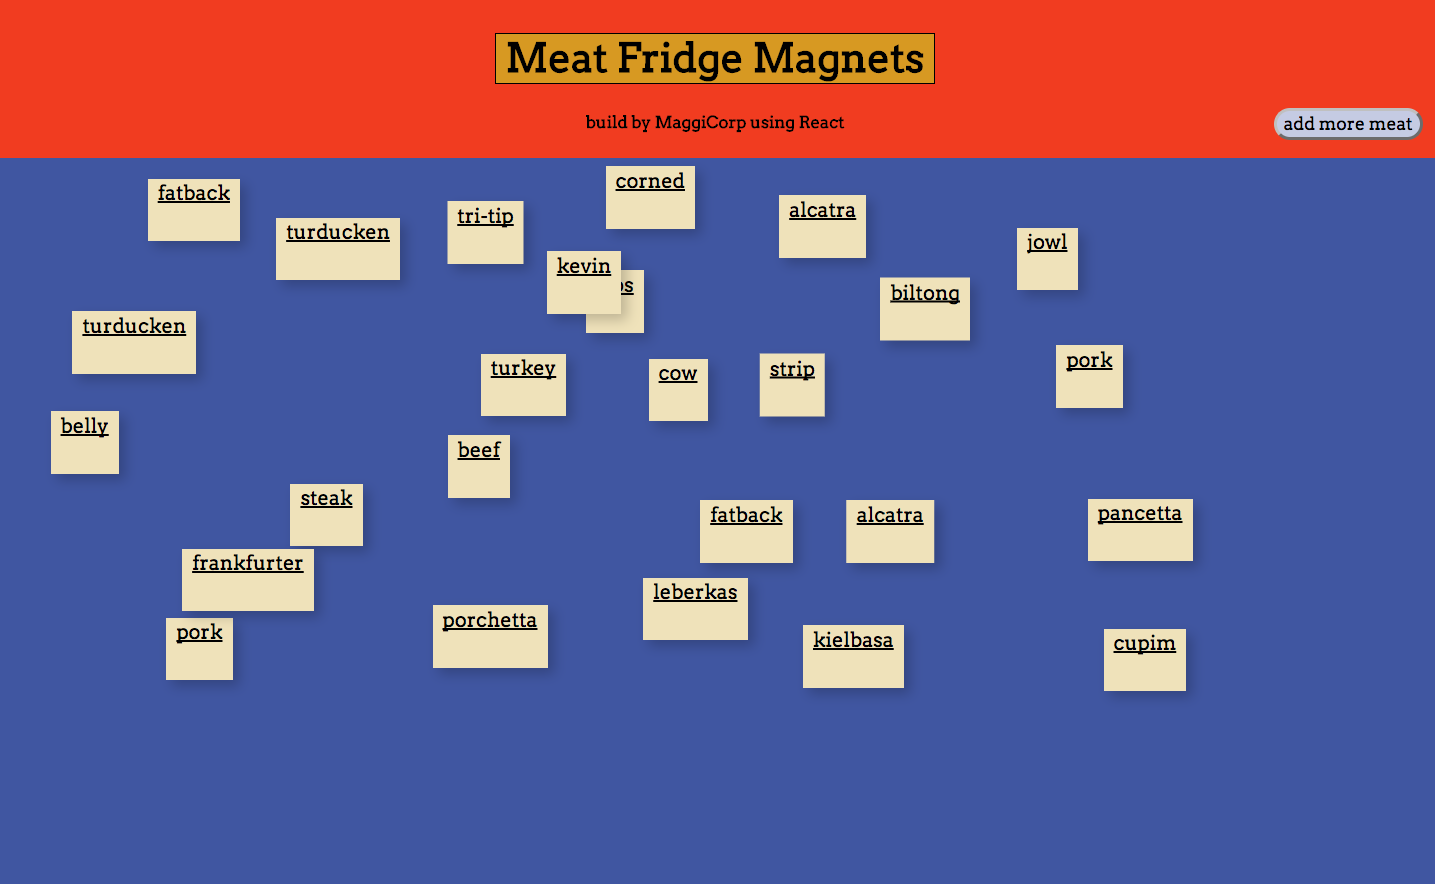 Meat Fridge Magnets
build by MaggiCorp using React
add more meat
corned
fatback
alcatra
tri-tip
turducken
jowl
kevin
biltong
turducken
pork
turkey
strip
cow
belly
beef
steak
pancetta
fatback
alcatra
frankfurter
leberkas
porchetta
pork
kielbasa
cupim